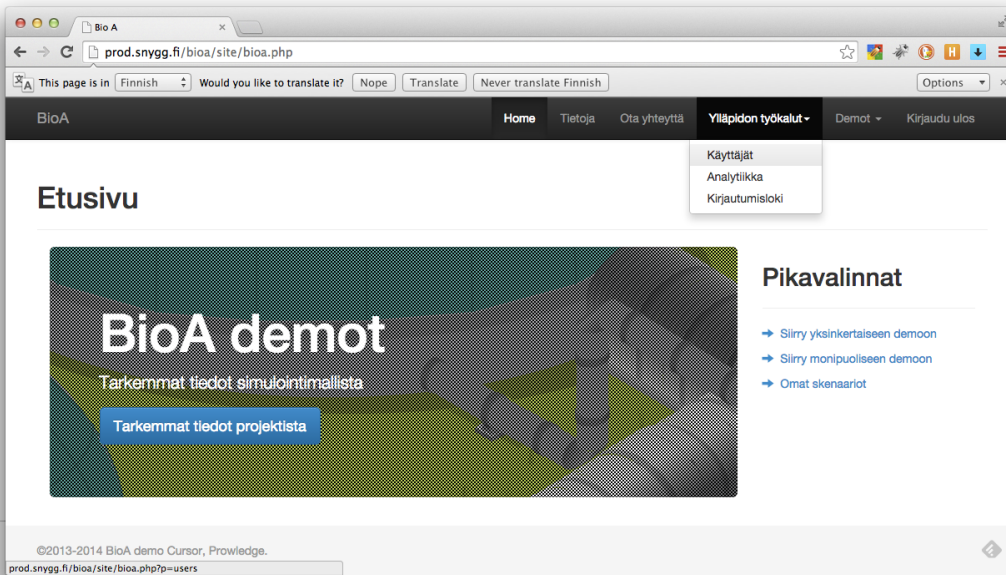 Bio A
prod.snygg.fi/bioa/site/bioa.php
H
This page is in Finnish Would you like to translate it? Nope Translate Never translate Finnish Options
BioA Home Tietoja Ota yhteyttä Ylläpidon työkalut Demot Kirjaudu ulos
Käyttäjät
Analytiikka
Kirjautumisloki
Etusivu
BioA demot
Tarkemmat tiedot simulointimallista
Tarkemmat tiedot projektista
Pikavalinnat
Siirry yksinkertaiseen demoon
Siirry monipuoliseen demoon
Omat skenaariot
©2013-2014 BioA demo Cursor, Prowledge.
prod.snygg.fi/bioa/site/bioa.php?p=users